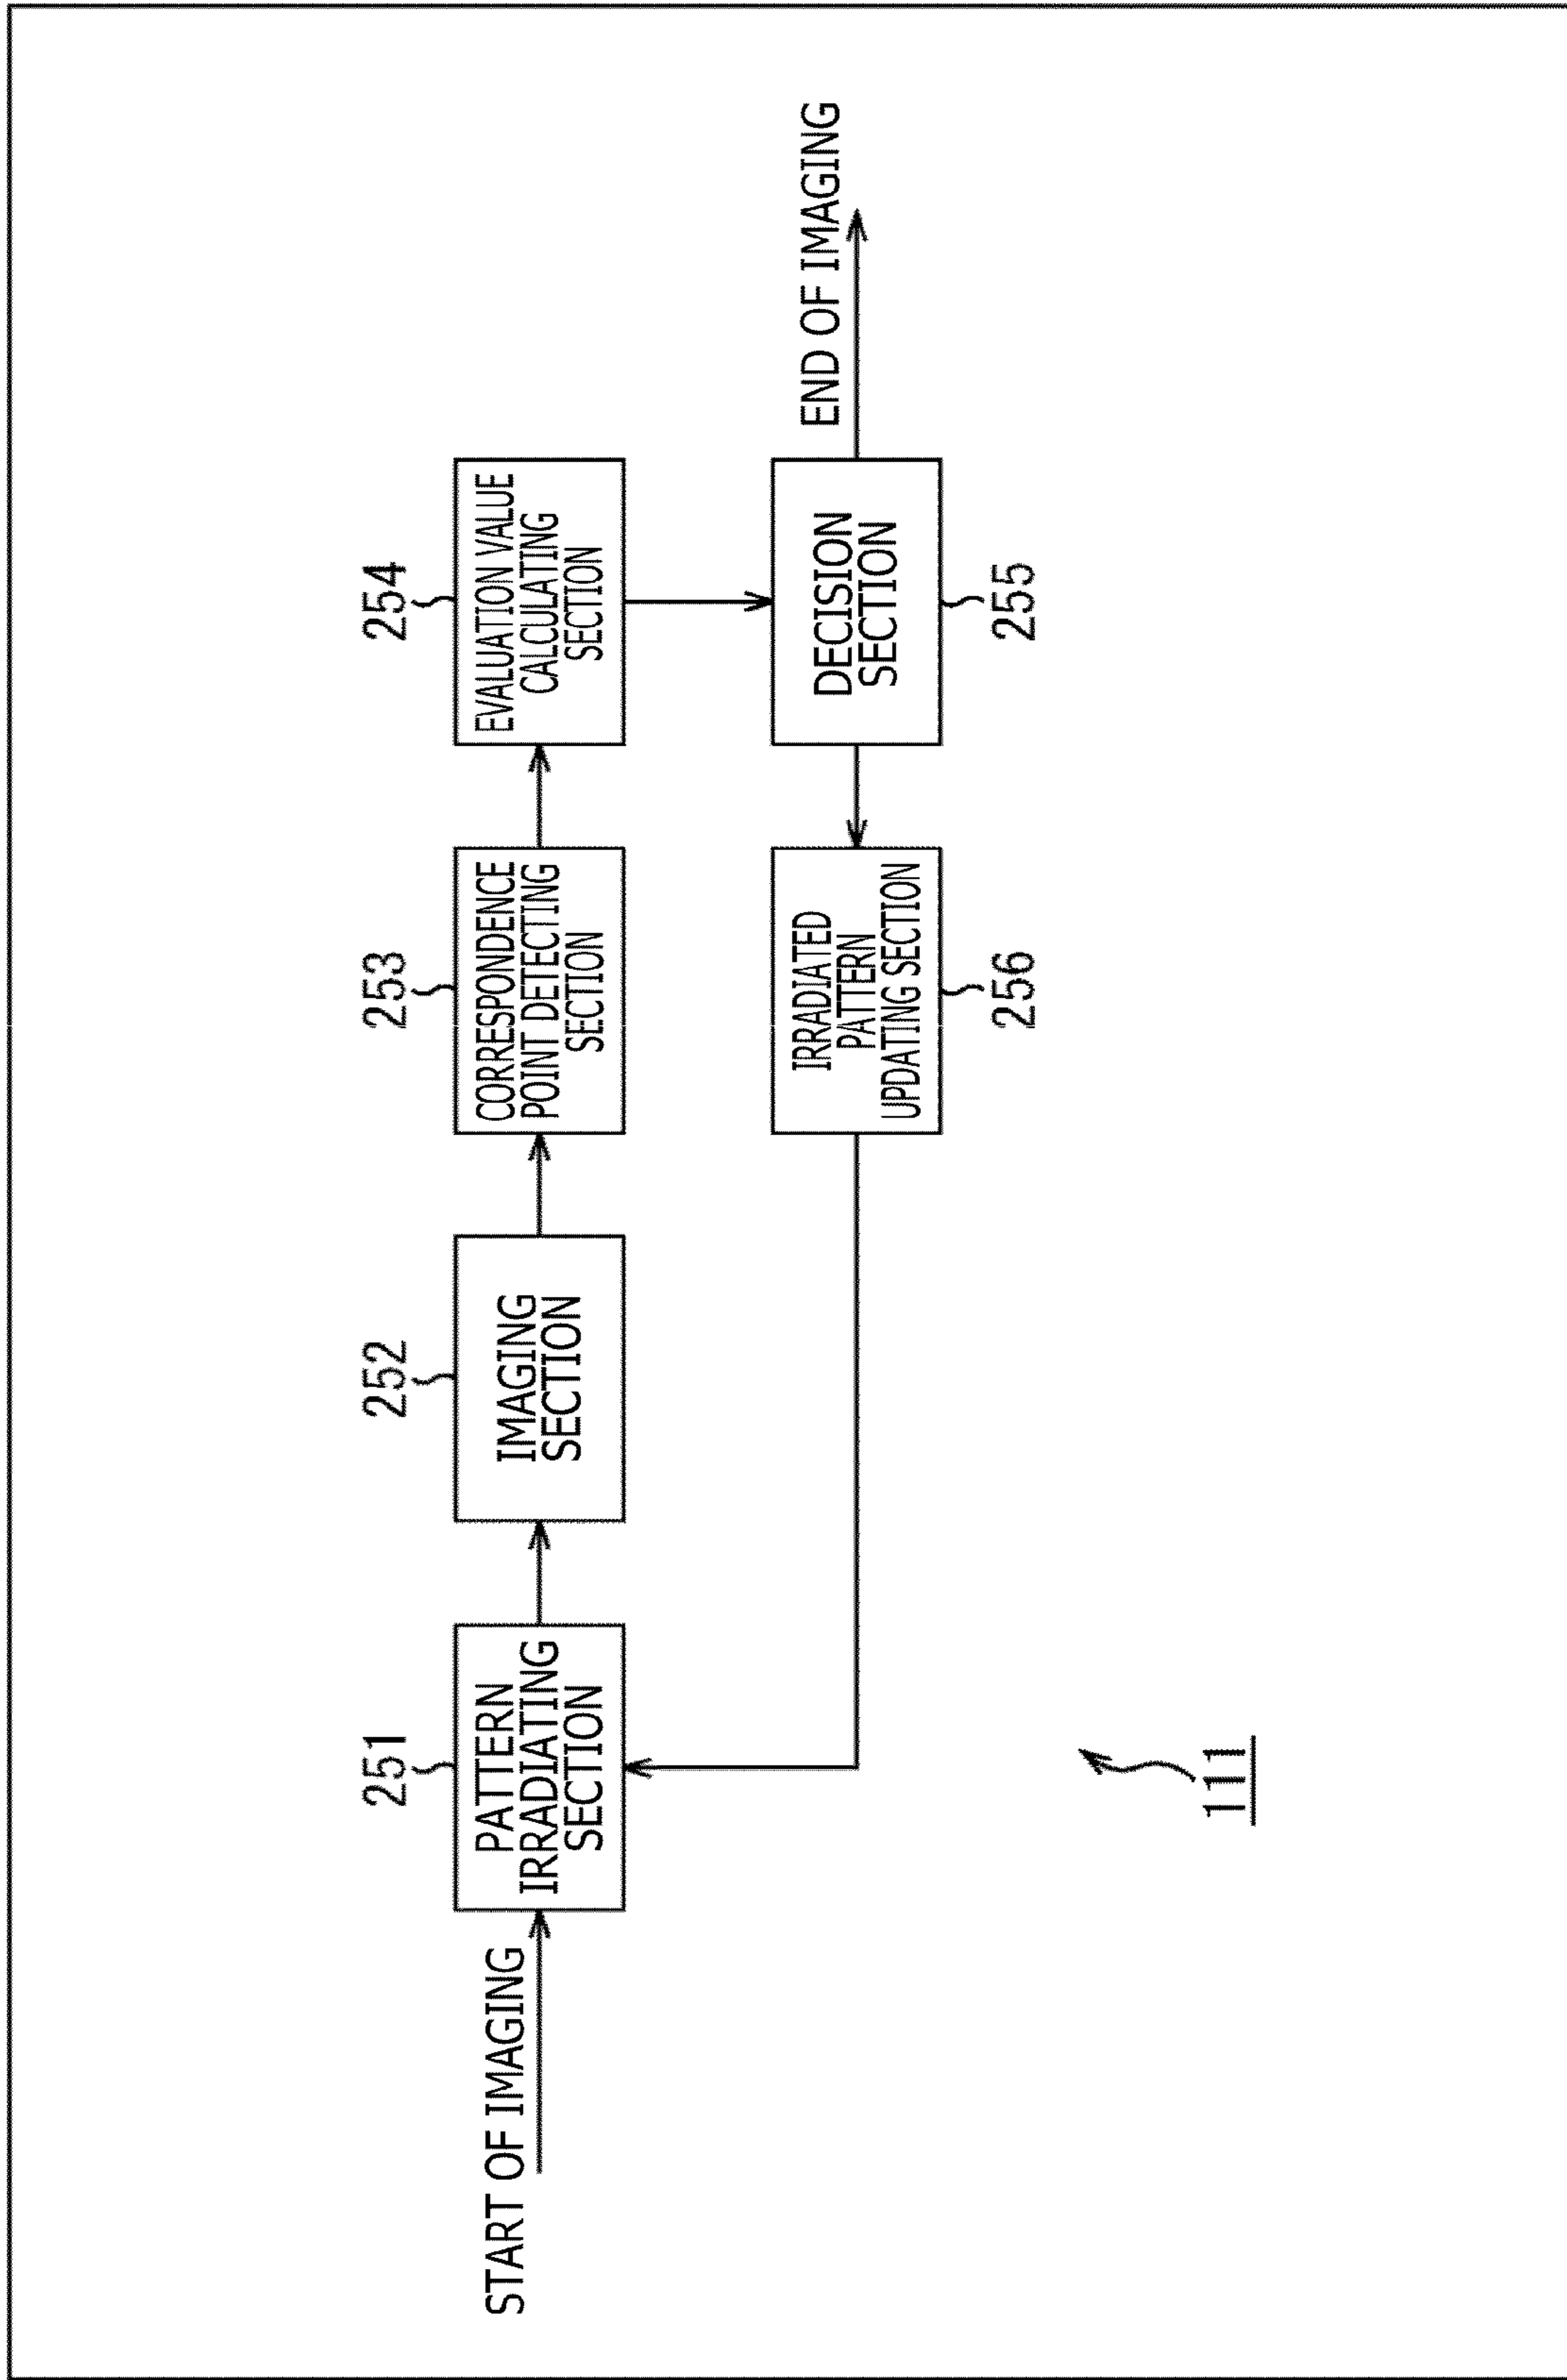 START OF IMAGING
251
PATTERN
IRRADIATING
SECTION
252
IMAGING
SECTION
253
CORRESPONDENCE
POINT DETECTING
SECTION
254
EVALUATION VALUE
CALCULATING
SECTION
END OF IMAGING
DECISION
SECTION
255
IRRADIATED
PATTERN
UPDATING SECTION
256
111